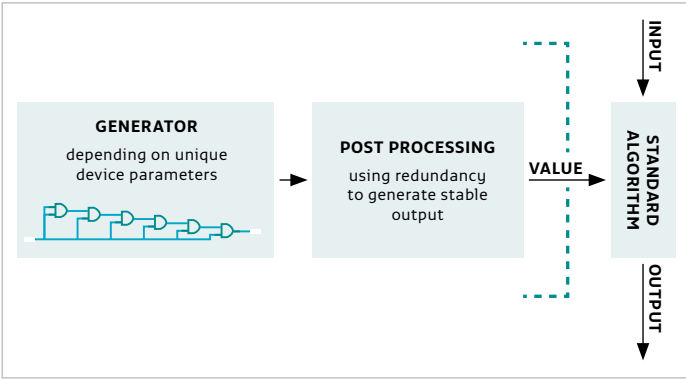 GENERATOR
depending on unique
device parameters
POST PROCESSING
using redundancy
to generate stable
output
VALUE
INPUT
STANDARD
ALGORITHM
OUTPUT